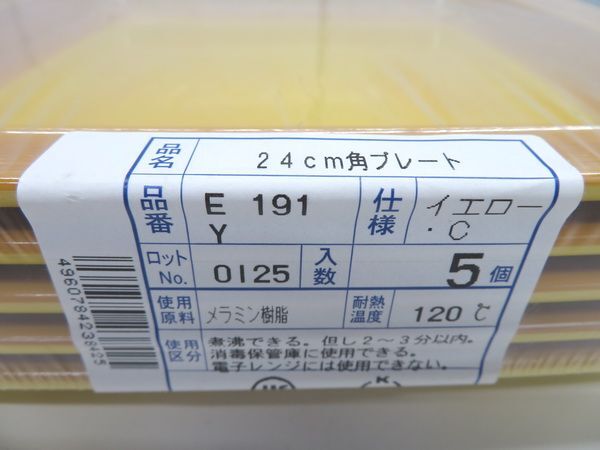 品名 24cm角プレート
品番 E 191 Y 仕様 イエロー・C
ロットNo. 0125 入数 5個
使用原料 メラミン樹脂 耐熱温度 120℃
使用区分 煮沸できる。但し2～3分以内。
消毒保管庫に使用できる。
電子レンジには使用できない。